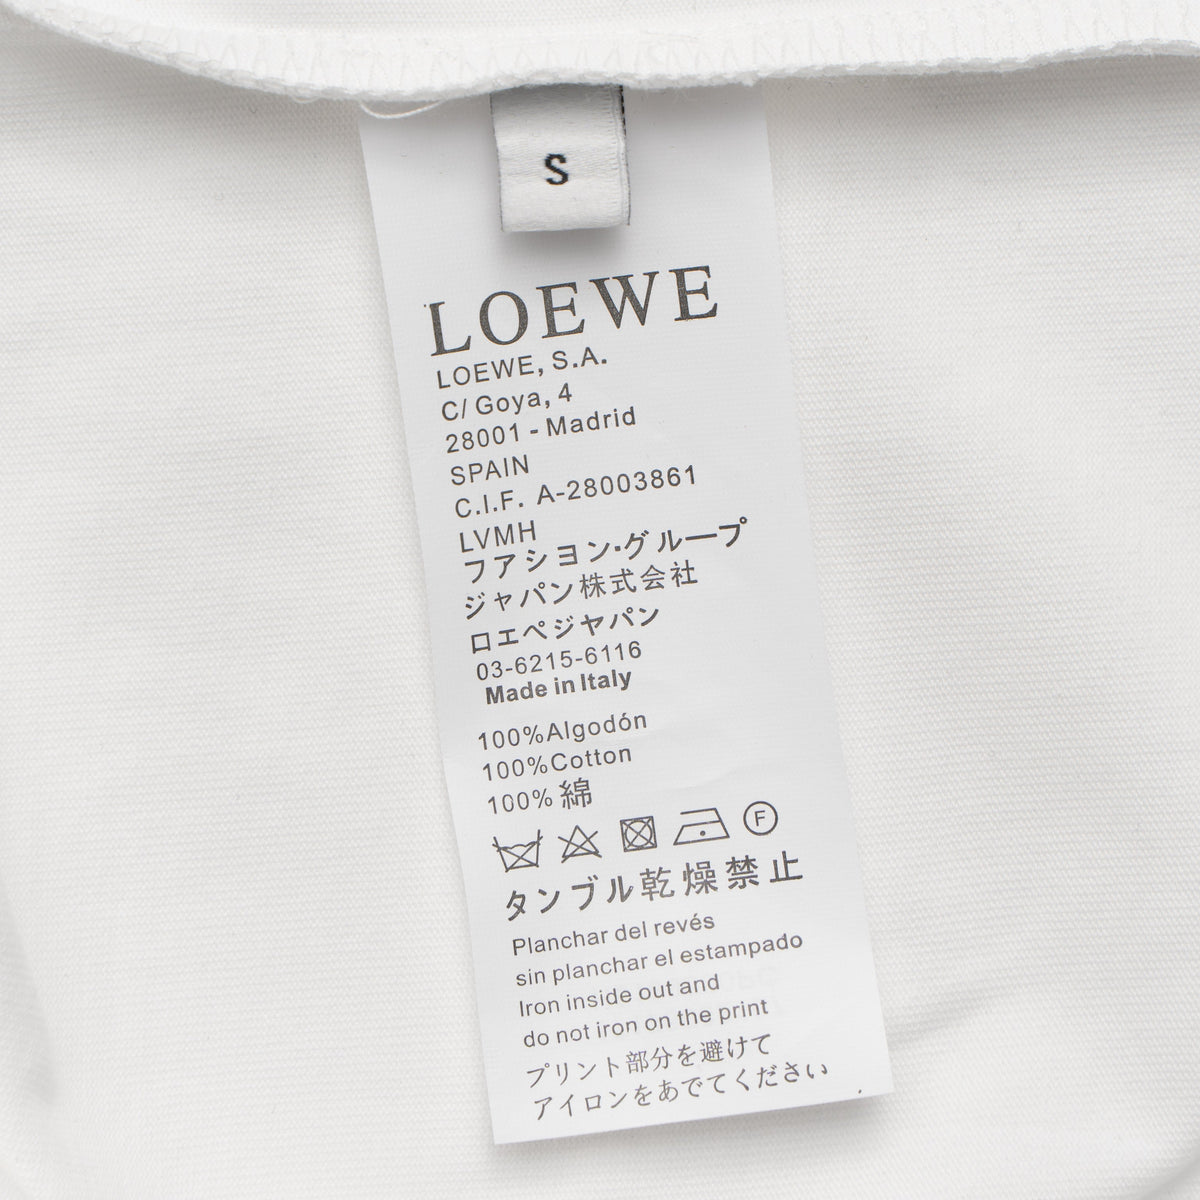 S
LOEWE
LOEWE, S.A.
C/ Goya, 4
28001 - Madrid
SPAIN
C.I.F. A-28003861
LVMH
フアシヨン・グループ
ジャパン株式会社
ロエペジヤパン
03-6215-6116
Made in Italy
100%Algodón
100%Cotton
100% 綿
F
タンブル乾燥禁止
Planchar del revés
sin planchar el estampado
Iron inside out and
do not iron on the print
プリント部分を避けて
アイロンをあでてください